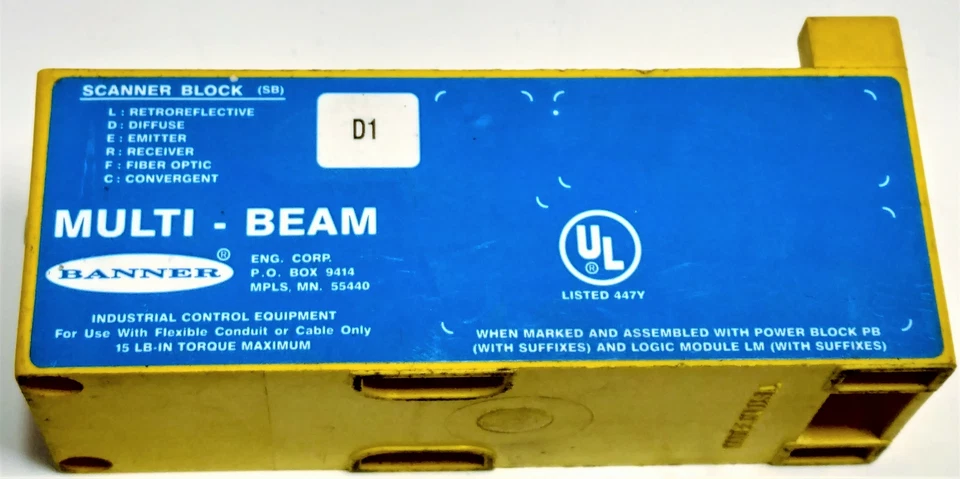 SCANNER BLOCK (SB)
L : RETROREFLECTIVE
D : DIFFUSE
E : EMITTER
R : RECEIVER
F : FIBER OPTIC
C : CONVERGENT
D1
MULTI - BEAM
BANNER ®
ENG. CORP.
P.O. BOX 9414
MPLS, MN. 55440
INDUSTRIAL CONTROL EQUIPMENT
For Use With Flexible Conduit or Cable Only
15 LB-IN TORQUE MAXIMUM
UL ®
LISTED 447Y
WHEN MARKED AND ASSEMBLED WITH POWER BLOCK PB
(WITH SUFFIXES) AND LOGIC MODULE LM (WITH SUFFIXES)